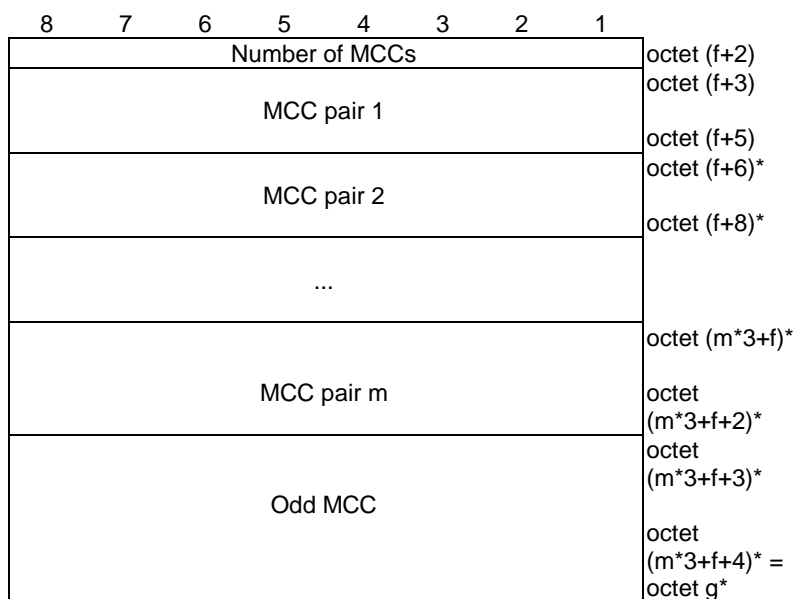 8 7 6 5 4 3 2 1
Number of MCCs octet (f+2)
octet (f+3)
MCC pair 1
octet (f+5)
octet (f+6)*
MCC pair 2
octet (f+8)*
...
octet (m*3+f)*
MCC pair m octet
(m*3+f+2)*
octet
(m*3+f+3)*
Odd MCC
octet
(m*3+f+4)* =
octet g*